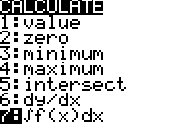 CALCULATE
1:value
2:zero
3:minimum
4:maximum
5:intersect
6:dy/dx
7:∫f(x)dx